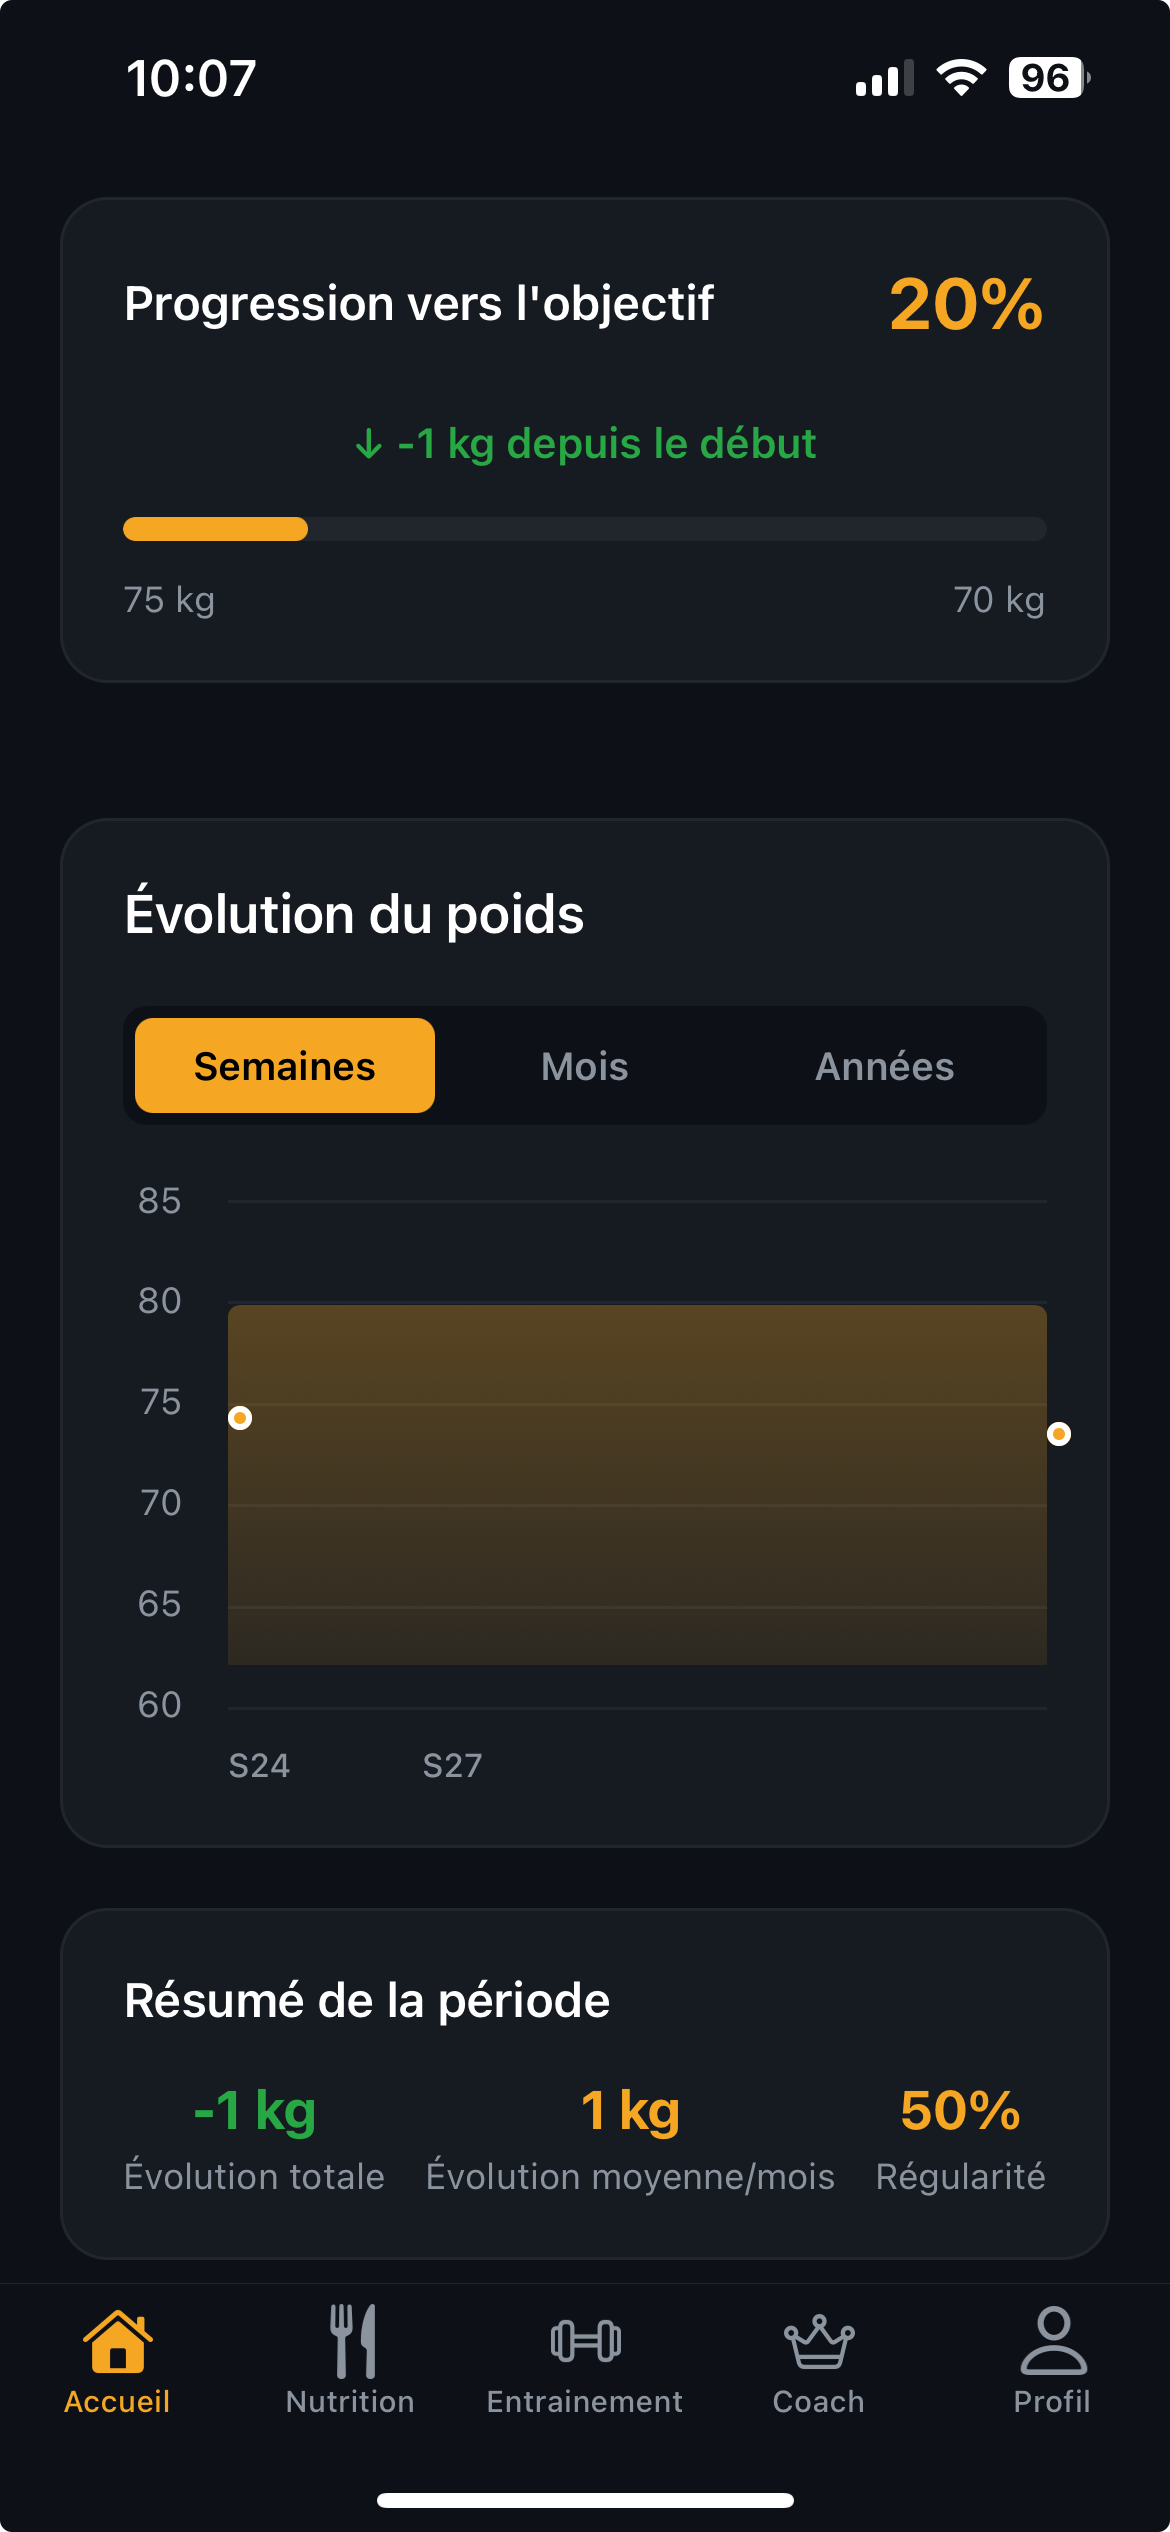 10:07
96
Progression vers l'objectif
20%
↓ -1 kg depuis le début
75 kg 70 kg
Évolution du poids
Semaines Mois Années
85
80
75
70
65
60
S24 S27
Résumé de la période
-1 kg 1 kg 50%
Évolution totale Évolution moyenne/mois Régularité
Accueil Nutrition Entrainement Coach Profil